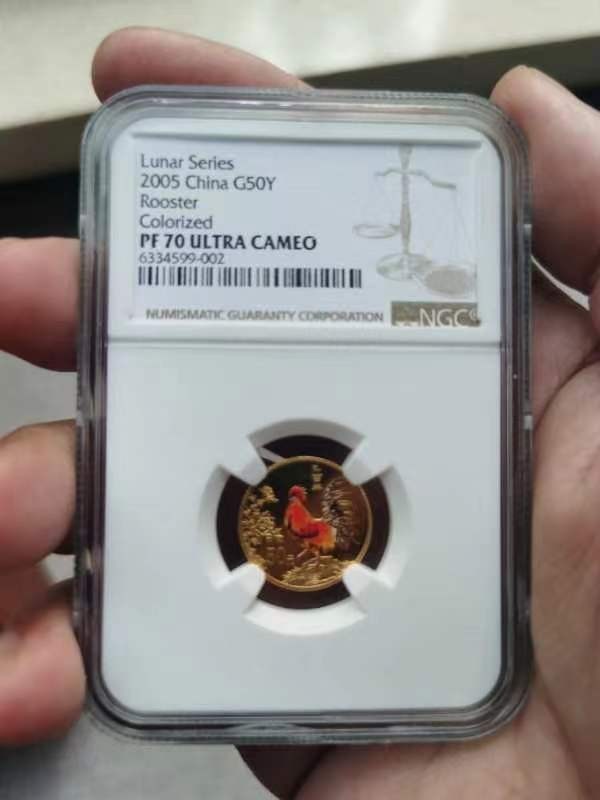 Lunar Series
2005 China G50Y
Rooster
Colorized
PF 70 ULTRA CAMEO
6334599-002
NUMISMATIC GUARANTY CORPORATION
NGC